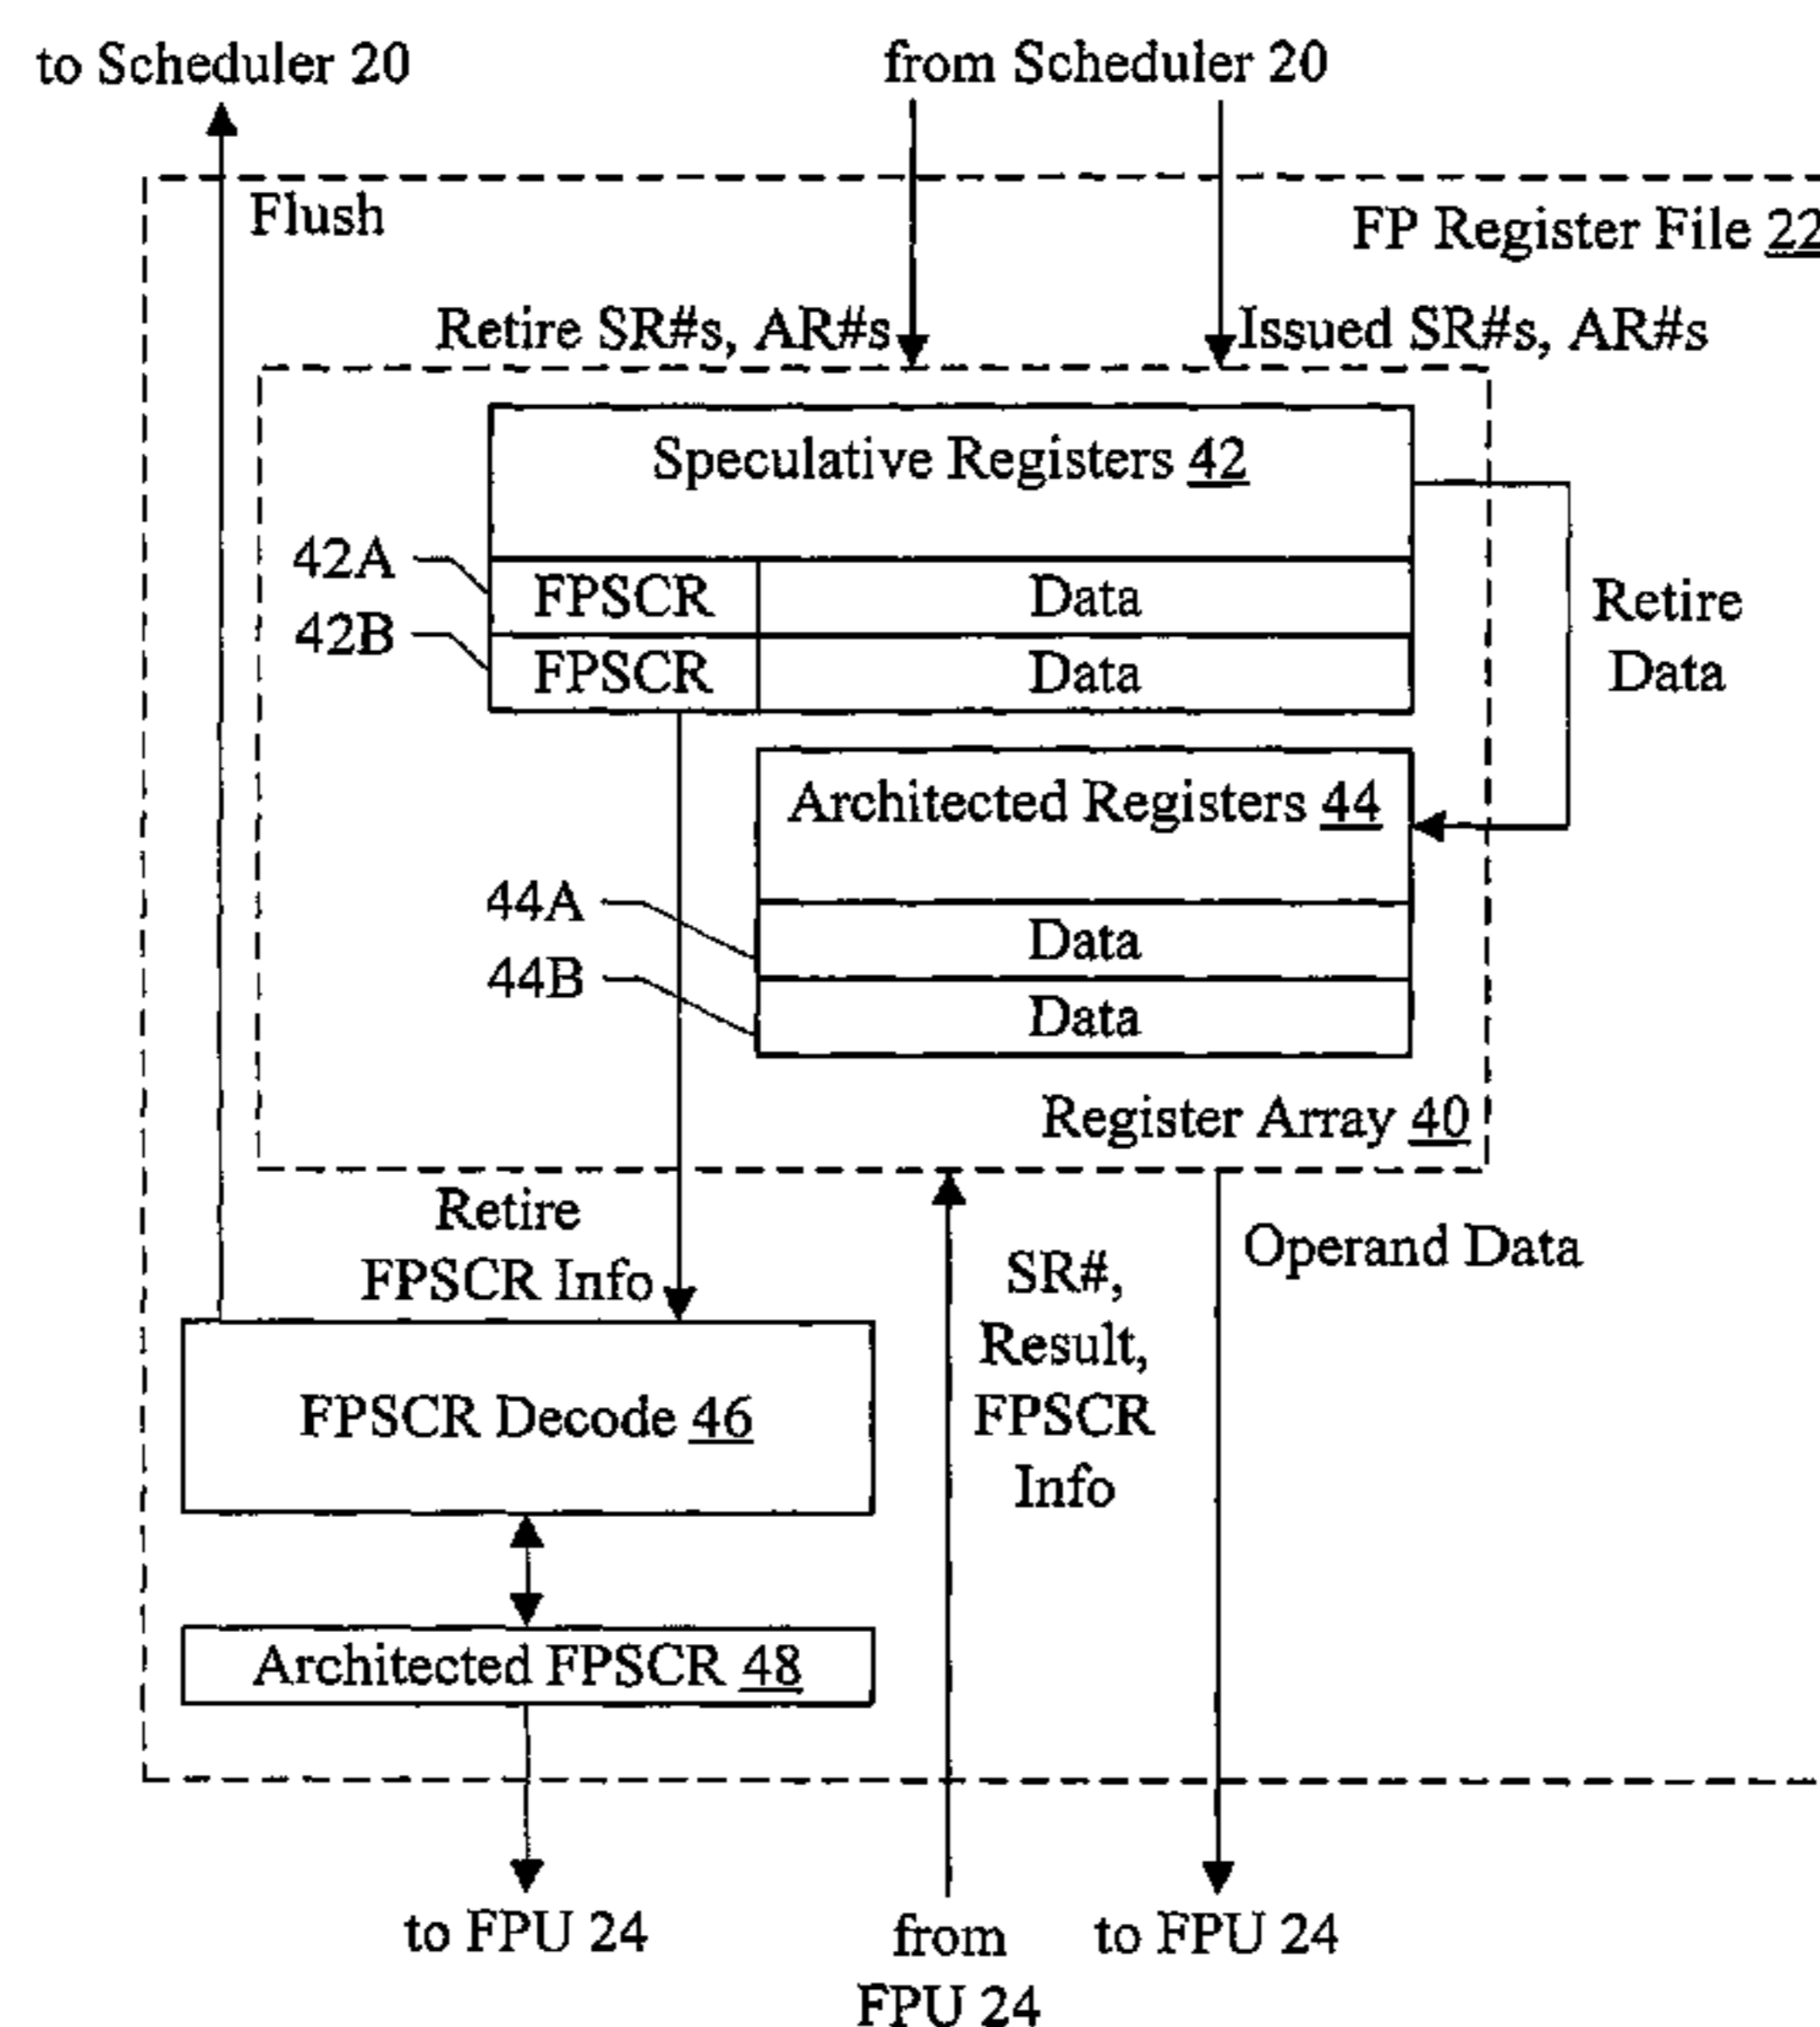 to Scheduler 20
from Scheduler 20
Flush
FP Register File 22
Retire SR#s, AR#s
Issued SR#s, AR#s
Speculative Registers 42
42A
FPSCR
Data
42B
FPSCR
Data
Retire
Data
Architected Registers 44
44A
Data
44B
Data
Register Array 40
Retire
FPSCR Info
SR#,
Result,
FPSCR
Info
Operand Data
FPSCR Decode 46
Architected FPSCR 48
to FPU 24
from
FPU 24
to FPU 24